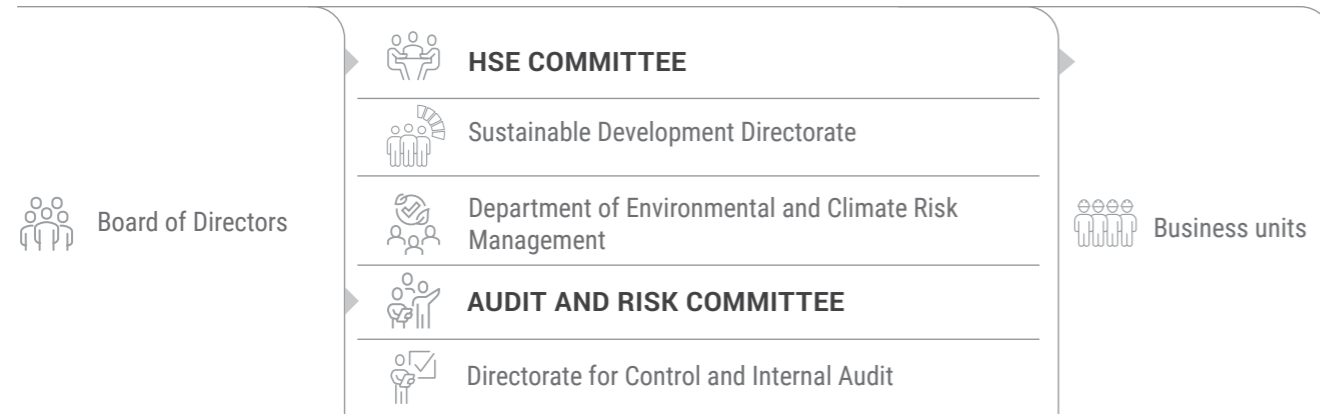 Board of Directors
HSE COMMITTEE
Sustainable Development Directorate
Department of Environmental and Climate Risk
Management
AUDIT AND RISK COMMITTEE
Directorate for Control and Internal Audit
Business units